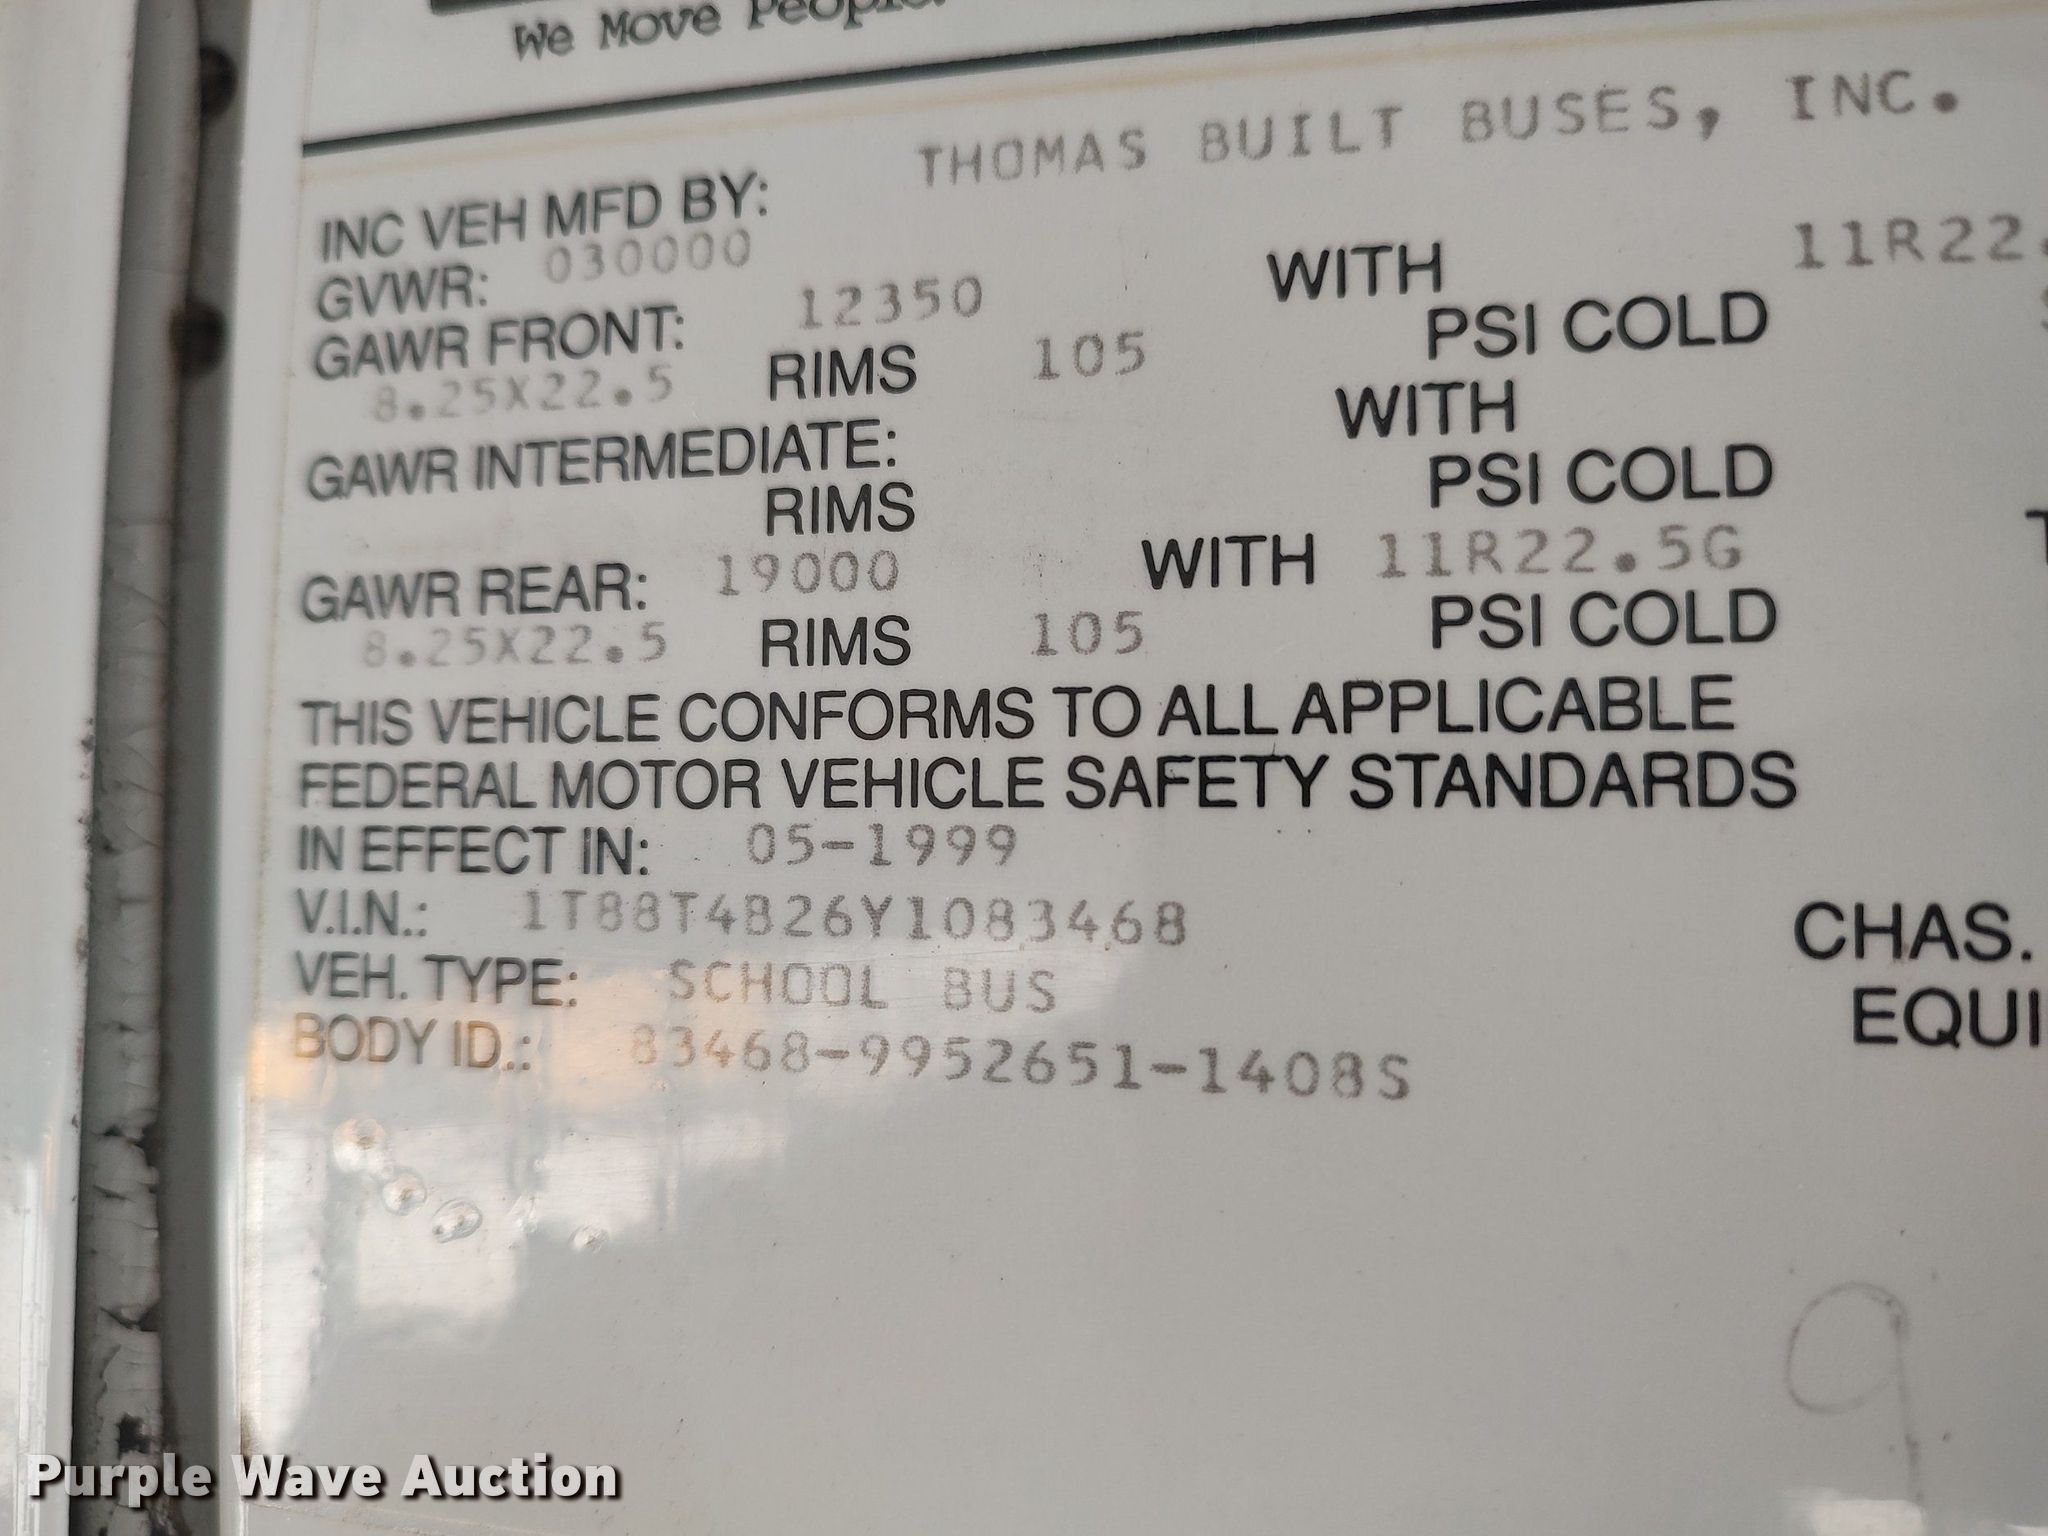 We Move People.
INC VEH MFD BY: THOMAS BUILT BUSES, INC.
GVWR: 030000
GAWR FRONT: 12350 WITH 11R22.
8.25X22.5 RIMS 105 PSI COLD
GAWR INTERMEDIATE: WITH
RIMS PSI COLD
GAWR REAR: 19000 WITH 11R22.5G
8.25X22.5 RIMS 105 PSI COLD
THIS VEHICLE CONFORMS TO ALL APPLICABLE
FEDERAL MOTOR VEHICLE SAFETY STANDARDS
IN EFFECT IN: 05-1999
V.I.N.: 1T88T4B26Y1083468
CHAS.
VEH. TYPE: SCHOOL BUS
EQUI
BODY ID.: 83468-9952651-1408S
9
Purple Wave Auction